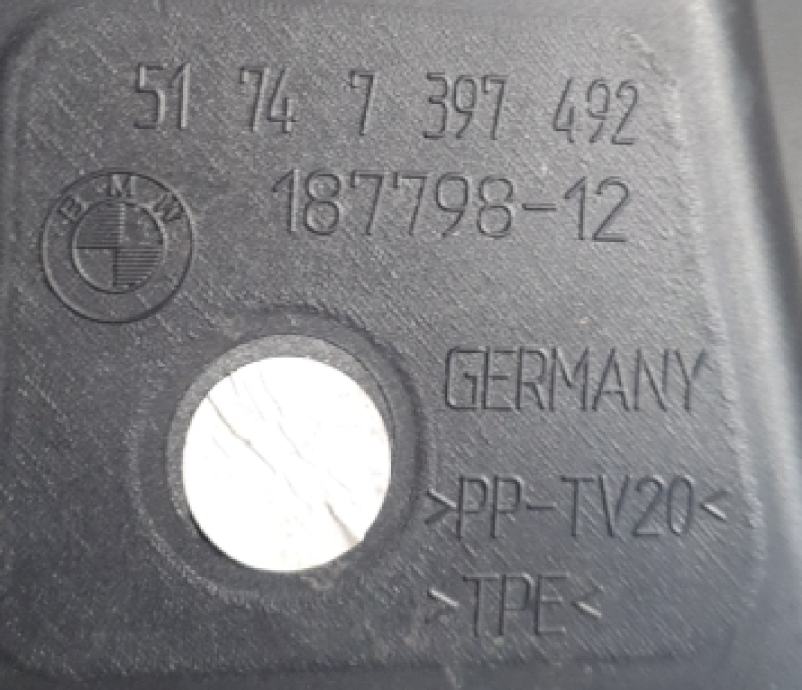 51 74 7 397 492
187798-12
BMW
GERMANY
>PP-TV20<
>TPE<